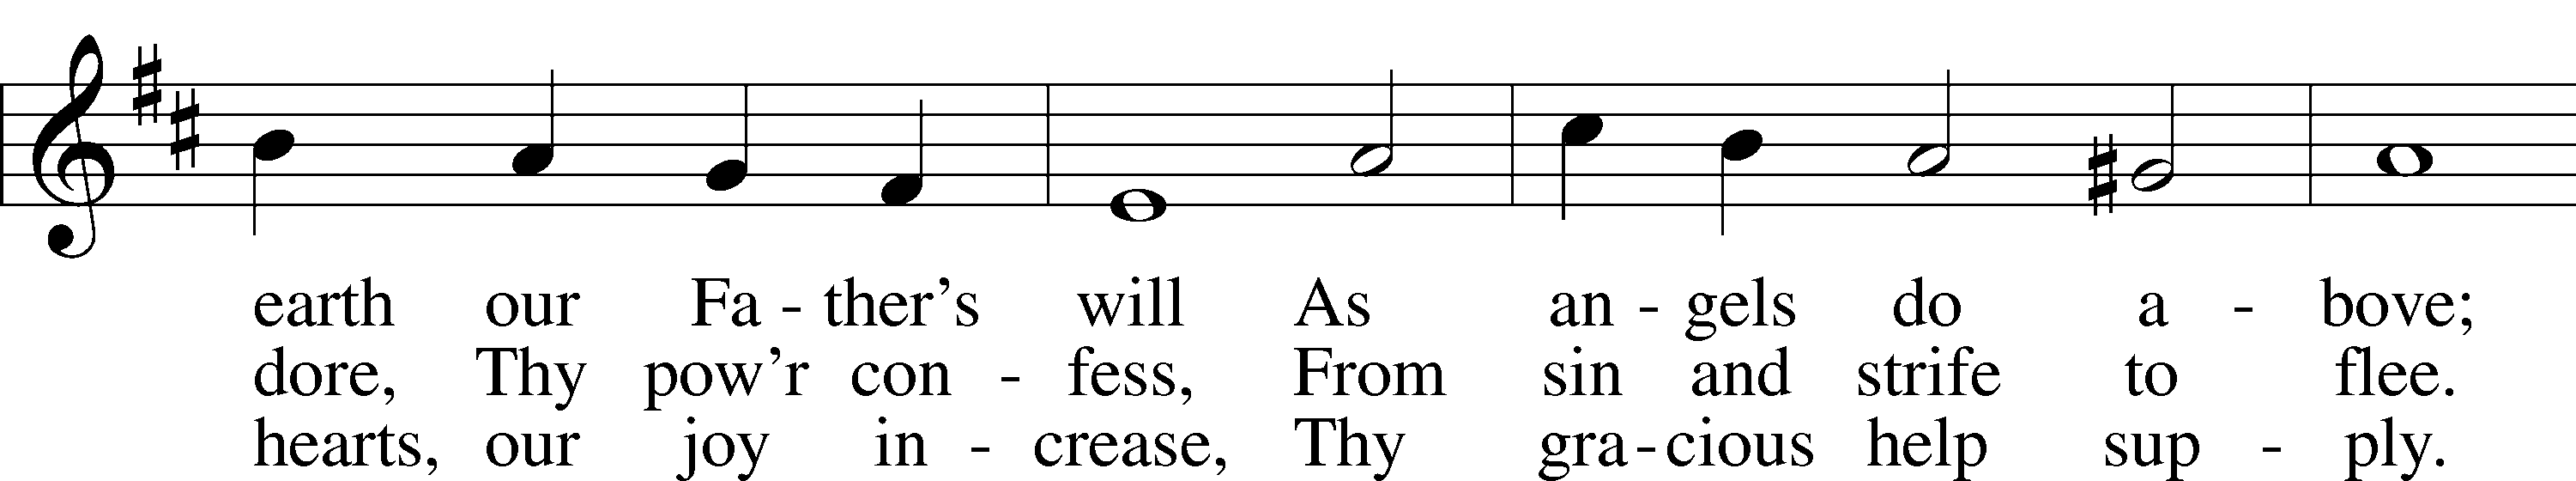 earth our Fa - ther’s will As an - gels do a - bove;
dore, Thy pow’r con - fess, From sin and strife to flee.
hearts, our joy in - crease, Thy gra - cious help sup - ply.